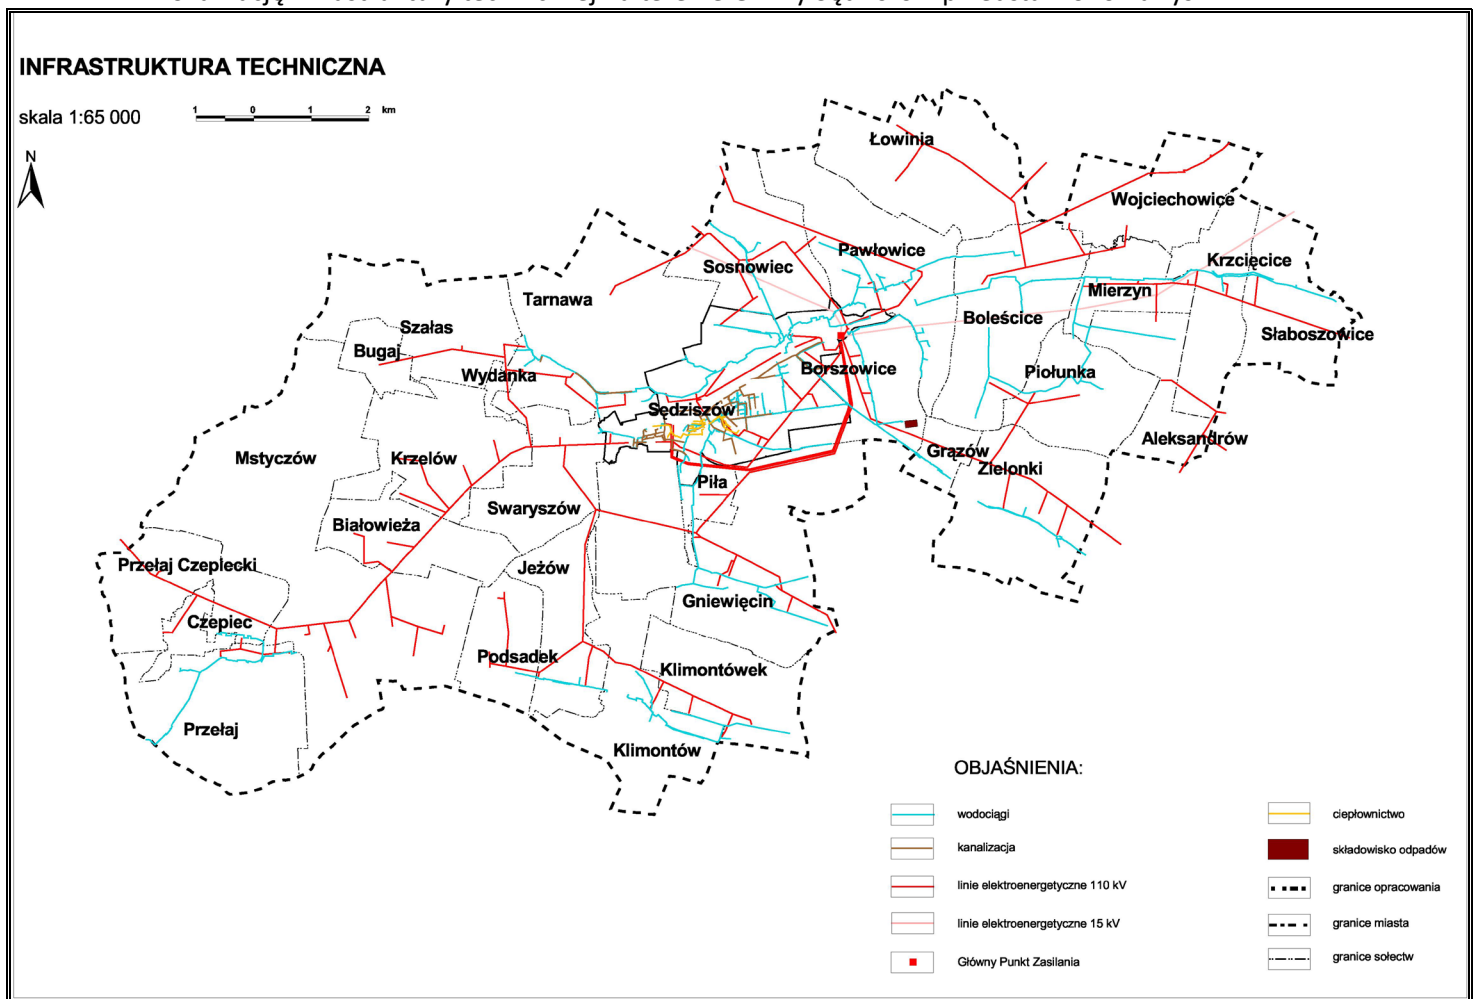 INFRASTRUKTURA TECHNICZNA
skala 1:65 000
1 0 1 2 km
N
Łowinia
Wojciechowice
Pawłowice
Krzcięcice
Sosnowiec
Mierzyn
Tarnawa
Boleścice
Słaboszowice
Szałas
Bugaj
Wydanka
Borszowice
Piołunka
Sędziszów
Aleksandrów
Mstyczów
Krzelów
Grązów
Zielonki
Piła
Swaryszów
Białowieża
Przełaj Czepiecki
Jeżów
Gniewięcin
Czepiec
Podsadek
Klimontówek
Przełaj
Klimontów
OBJAŚNIENIA:
wodociągi
kanalizacja
linie elektroenergetyczne 110 kV
linie elektroenergetyczne 15 kV
Główny Punkt Zasilania
ciepłownictwo
składowisko odpadów
granice opracowania
granice miasta
granice sołectw